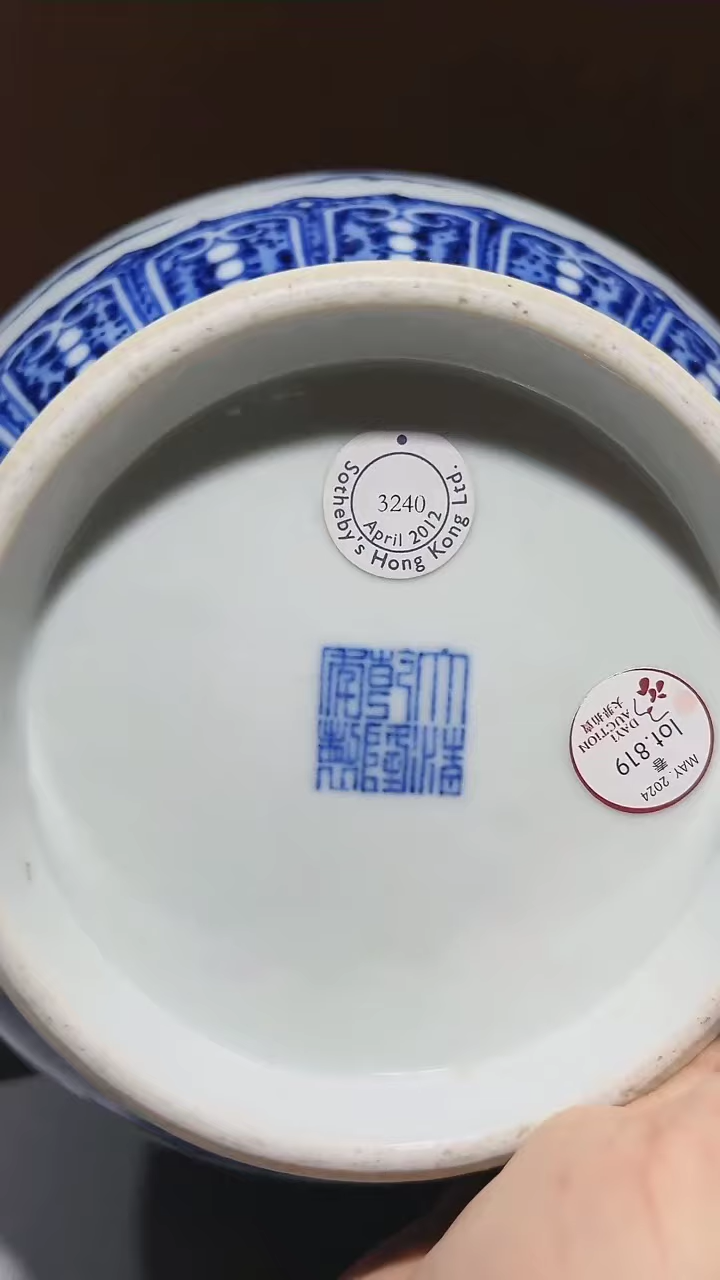 3240
April 2012
Sotheby's Hong Kong Ltd.
大清
乾隆
年製
大羿拍賣
DAYI
AUCTION
lot.819
春
MAY. 2024